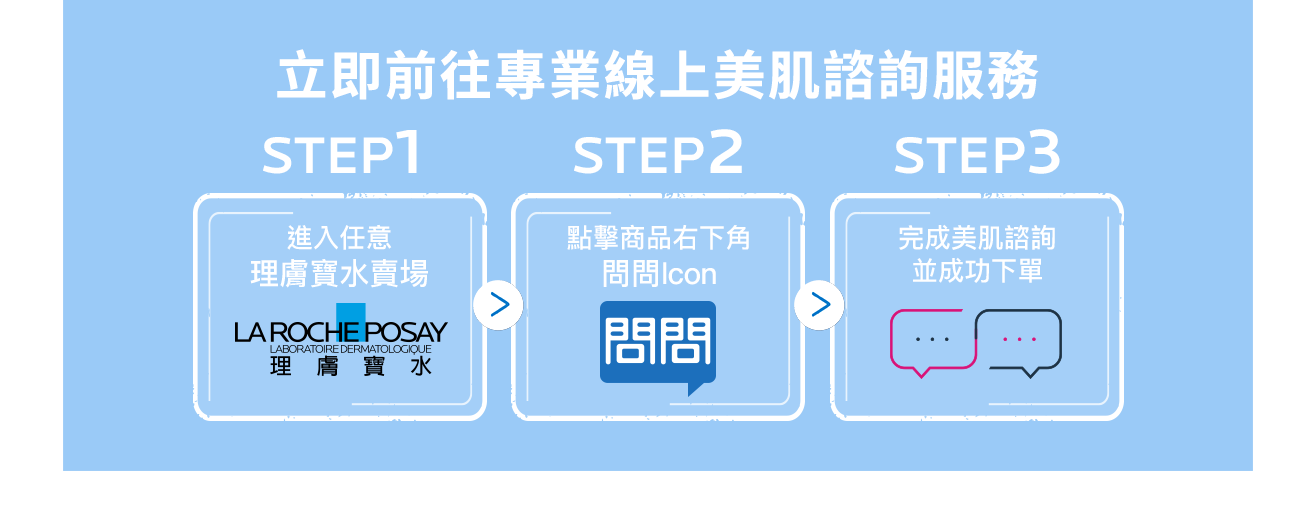 立即前往專業線上美肌諮詢服務
STEP1
進入任意
理膚寶水賣場
LA ROCHE POSAY
LABORATOIRE DERMATOLOGIQUE
理膚寶水
>
STEP2
點擊商品右下角
問問Icon
問問
>
STEP3
完成美肌諮詢
並成功下單